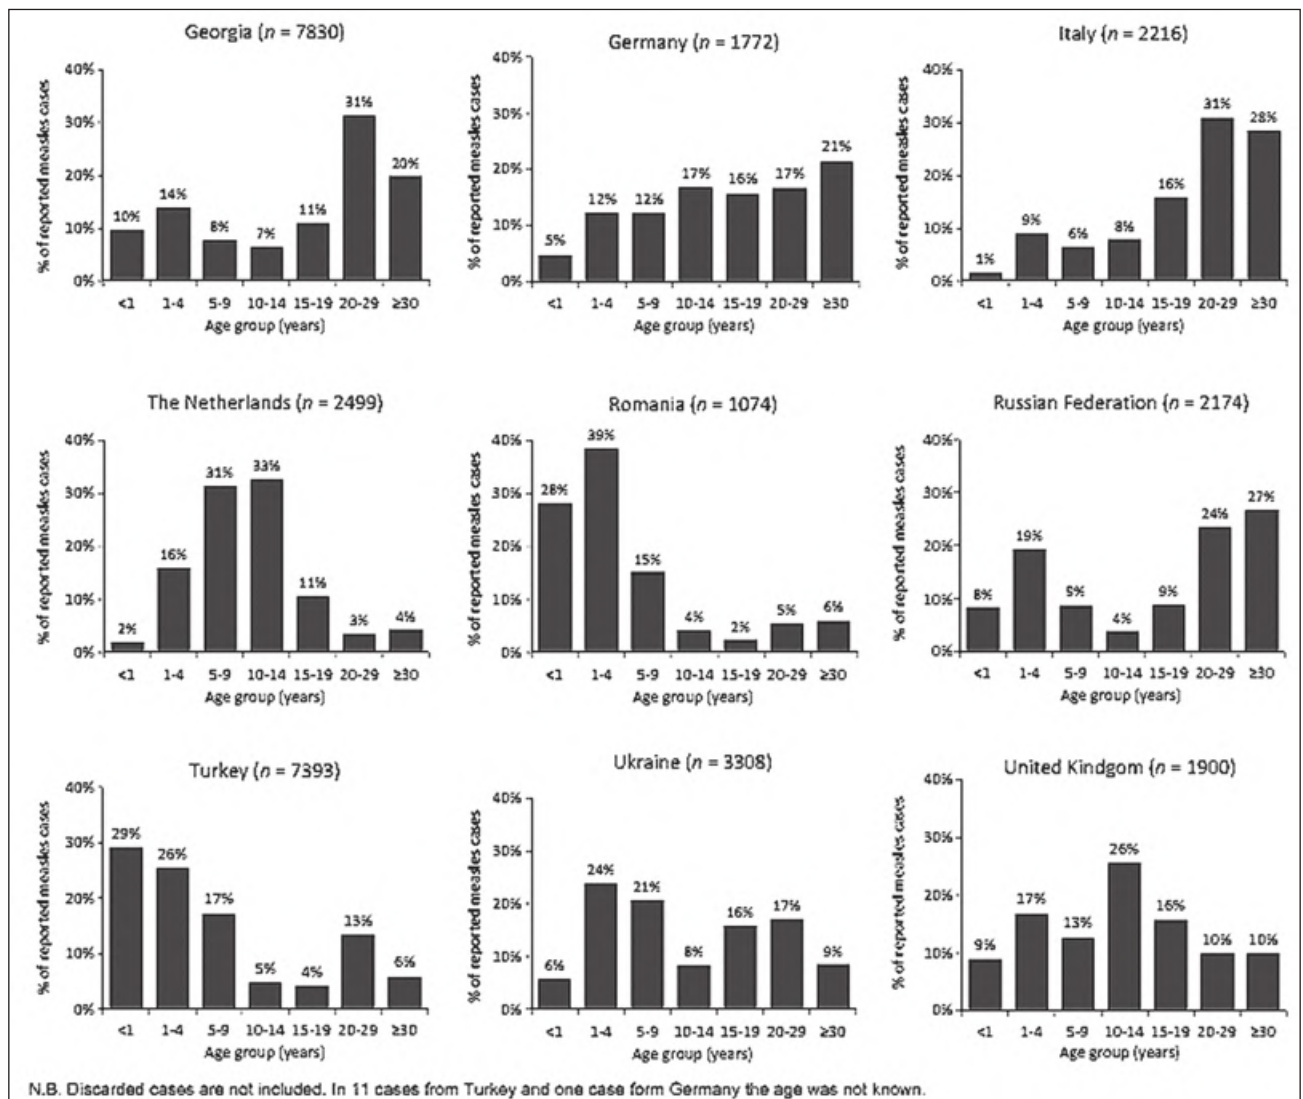 Georgia (n = 7830)
% of reported measles cases
40%
30%
20%
10%
0%
10%
14%
8%
7%
11%
31%
20%
<1 1-4 5-9 10-14 15-19 20-29 ≥30
Age group (years)
Germany (n = 1772)
% of reported measles cases
40%
30%
20%
10%
0%
5%
12%
12%
17%
16%
17%
21%
<1 1-4 5-9 10-14 15-19 20-29 ≥30
Age group (years)
Italy (n = 2216)
% of reported measles cases
40%
30%
20%
10%
0%
1%
9%
6%
8%
16%
31%
28%
<1 1-4 5-9 10-14 15-19 20-29 ≥30
Age group (years)
The Netherlands (n = 2499)
% of reported measles cases
40%
30%
20%
10%
0%
2%
16%
31%
33%
11%
3%
4%
<1 1-4 5-9 10-14 15-19 20-29 ≥30
Age group (years)
Romania (n = 1074)
% of reported measles cases
40%
30%
20%
10%
0%
28%
39%
15%
4%
2%
5%
6%
<1 1-4 5-9 10-14 15-19 20-29 ≥30
Age group (years)
Russian Federation (n = 2174)
% of reported measles cases
40%
30%
20%
10%
0%
8%
19%
9%
4%
9%
24%
27%
<1 1-4 5-9 10-14 15-19 20-29 ≥30
Age group (years)
Turkey (n = 7393)
% of reported measles cases
40%
30%
20%
10%
0%
29%
26%
17%
5%
4%
13%
6%
<1 1-4 5-9 10-14 15-19 20-29 ≥30
Age group (years)
Ukraine (n = 3308)
% of reported measles cases
40%
30%
20%
10%
0%
6%
24%
21%
8%
16%
17%
9%
<1 1-4 5-9 10-14 15-19 20-29 ≥30
Age group (years)
United Kindgom (n = 1900)
% of reported measles cases
40%
30%
20%
10%
0%
9%
17%
13%
26%
16%
10%
10%
<1 1-4 5-9 10-14 15-19 20-29 ≥30
Age group (years)
N.B. Discarded cases are not included. In 11 cases from Turkey and one case form Germany the age was not known.